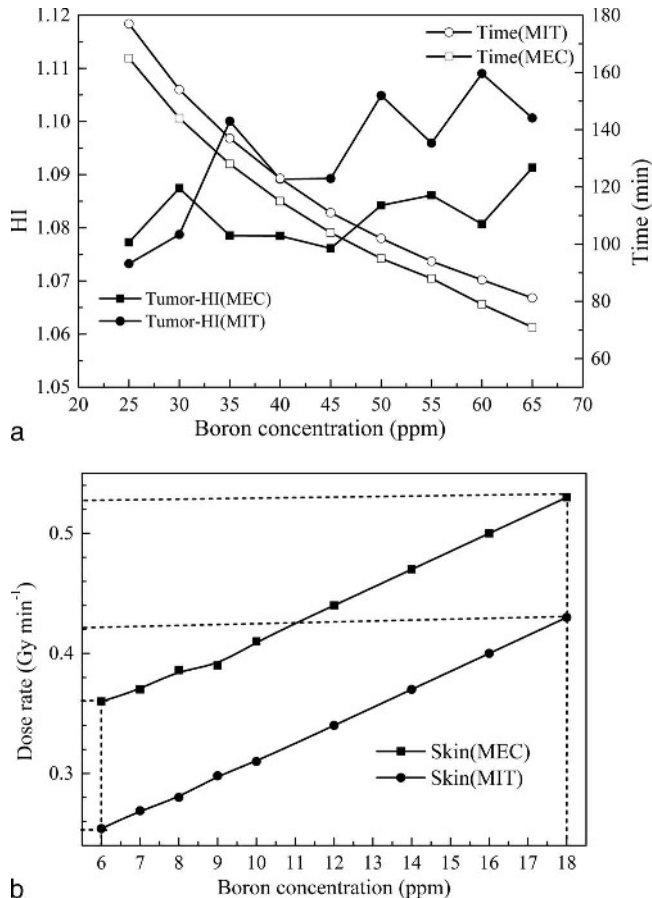 1.12
1.11
1.10
1.09
1.08
1.07
1.06
1.05
HI
180
160
140
120
100
80
60
Time (min)
Time(MIT)
Time(MEC)
Tumor-HI(MEC)
Tumor-HI(MIT)
20 25 30 35 40 45 50 55 60 65 70
Boron concentration (ppm)
a
0.5
0.4
0.3
Dose rate (Gy min⁻¹)
Skin(MEC)
Skin(MIT)
6 7 8 9 10 11 12 13 14 15 16 17 18
Boron concentration (ppm)
b